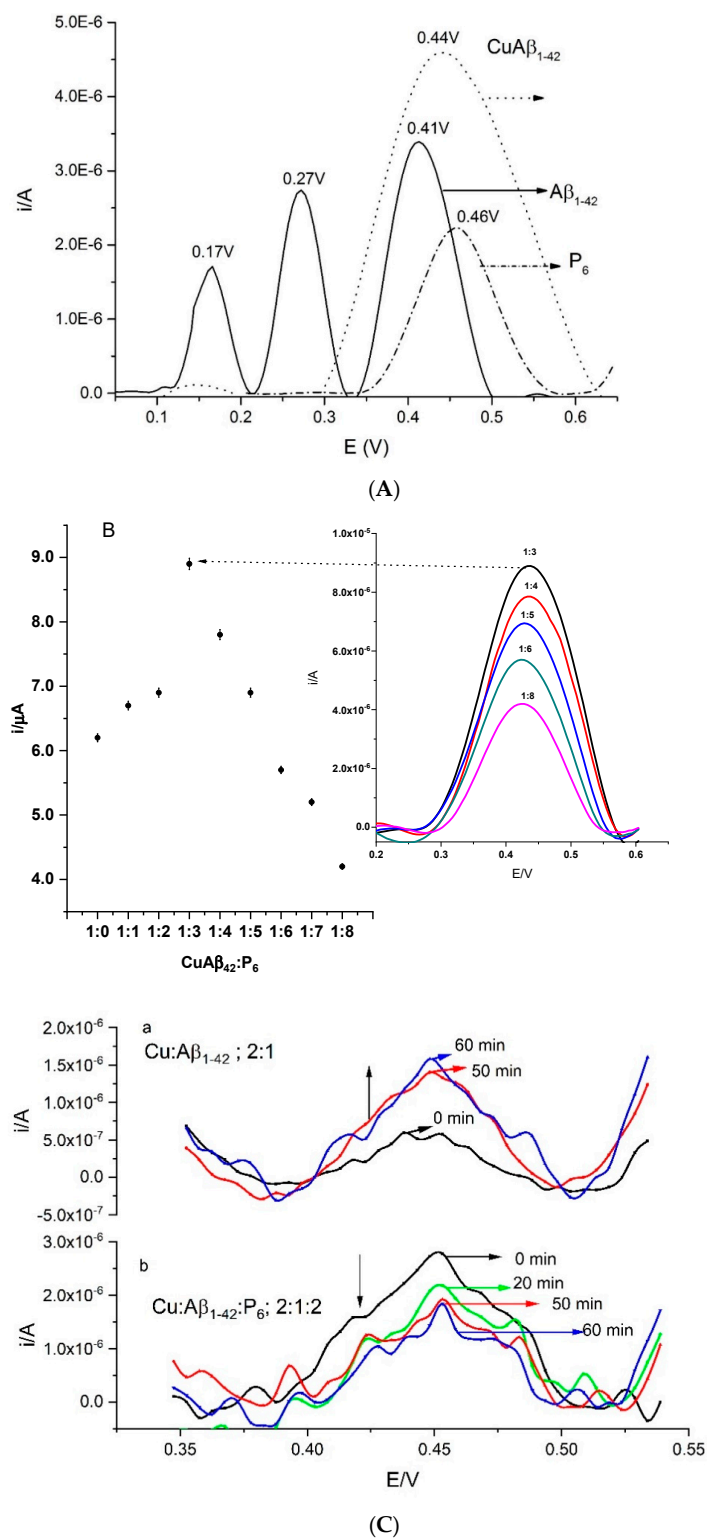 5.0E-6
4.0E-6
3.0E-6
2.0E-6
1.0E-6
0.0
i/A
0.44V
CuAβ₁₋₄₂
0.41V
Aβ₁₋₄₂
0.27V
0.46V
P₆
0.17V
0.1 0.2 0.3 0.4 0.5 0.6
E (V)
(A)
B
9.0
8.0
7.0
6.0
5.0
4.0
i/µA
1:0 1:1 1:2 1:3 1:4 1:5 1:6 1:7 1:8
CuAβ₄₂:P₆
1.0x10⁻⁵
8.0x10⁻⁶
6.0x10⁻⁶
4.0x10⁻⁶
2.0x10⁻⁶
0.0
i/A
1:3
1:4
1:5
1:6
1:8
0.2 0.3 0.4 0.5 0.6
E/V
2.0x10⁻⁶
1.5x10⁻⁶
1.0x10⁻⁶
5.0x10⁻⁷
0.0
-5.0x10⁻⁷
i/A
a
Cu:Aβ₁₋₄₂ ; 2:1
60 min
50 min
0 min
3.0x10⁻⁶
2.0x10⁻⁶
1.0x10⁻⁶
0.0
i/A
b
Cu:Aβ₁₋₄₂:P₆; 2:1:2
0 min
20 min
50 min
60 min
0.35 0.40 0.45 0.50 0.55
E/V
(C)